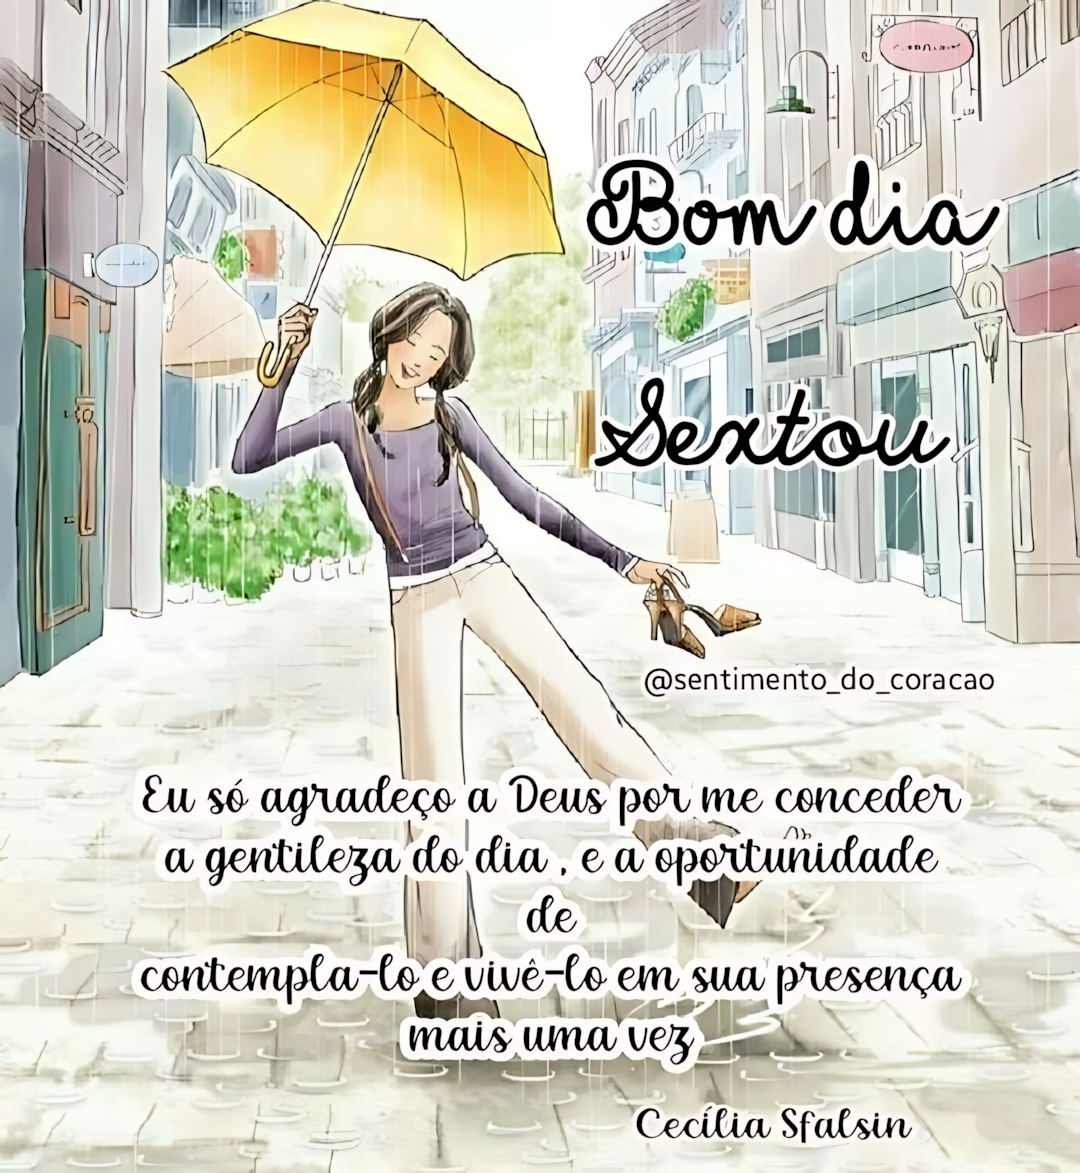 Bom dia
Sextou
@sentimento_do_coracao
Eu só agradeço a Deus por me conceder
a gentileza do dia , e a oportunidade
de
contempla-lo e vivê-lo em sua presença
mais uma vez
Cecília Sfalsin